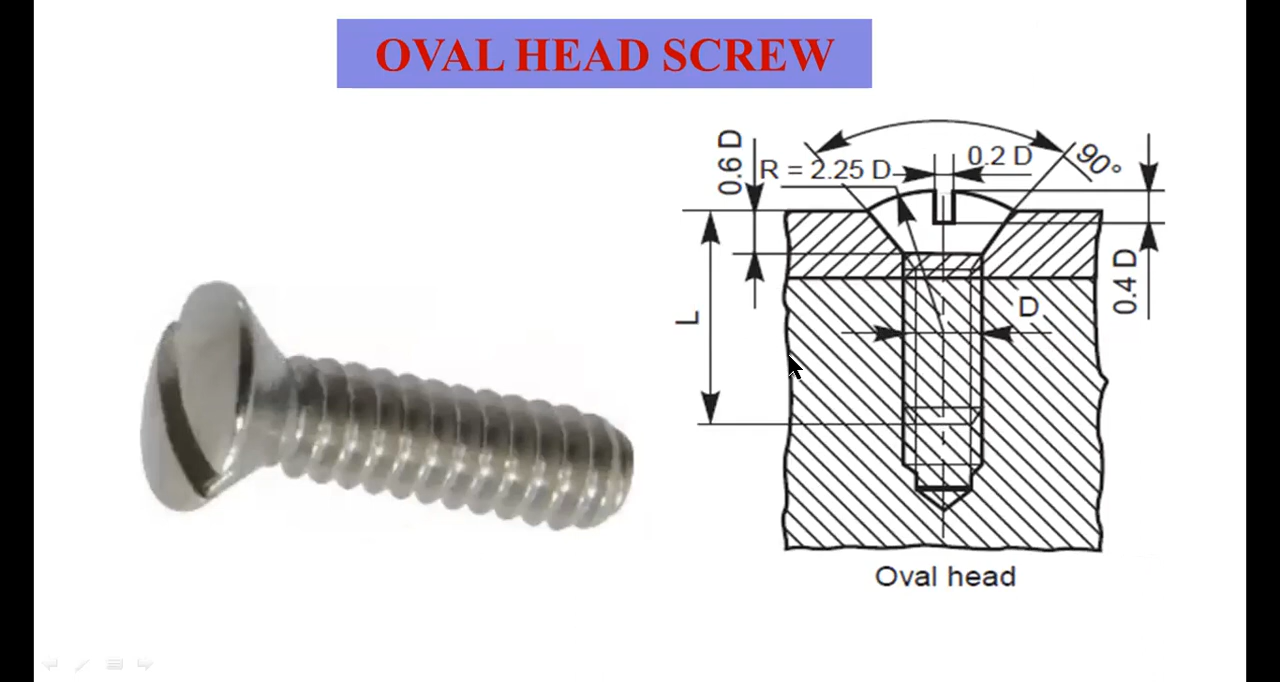 OVAL HEAD SCREW
0.6 D
R = 2.25 D
0.2 D
90°
0.4 D
L
D
Oval head